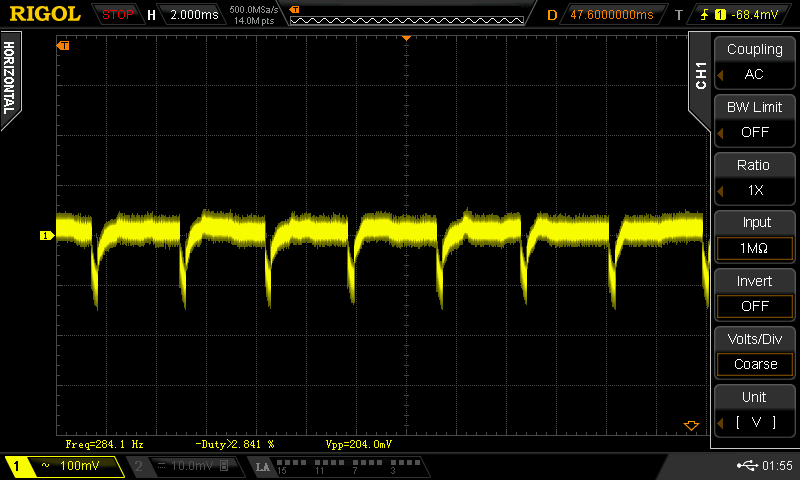 RIGOL STOP H 2.000ms 500.0MSa/s 14.0M pts T D 47.6000000ms T 1 -68.4mV
HORIZONTAL
T
1
CH1
Coupling
AC
BW Limit
OFF
Ratio
1X
Input
1MΩ
Invert
OFF
Volts/Div
Coarse
Unit
[ V ]
Freq=284.1 Hz -Duty>2.841 % Vpp=204.0mV
1 ~ 100mV 2 = 10.0mV LA 15 11 7 3 01:55